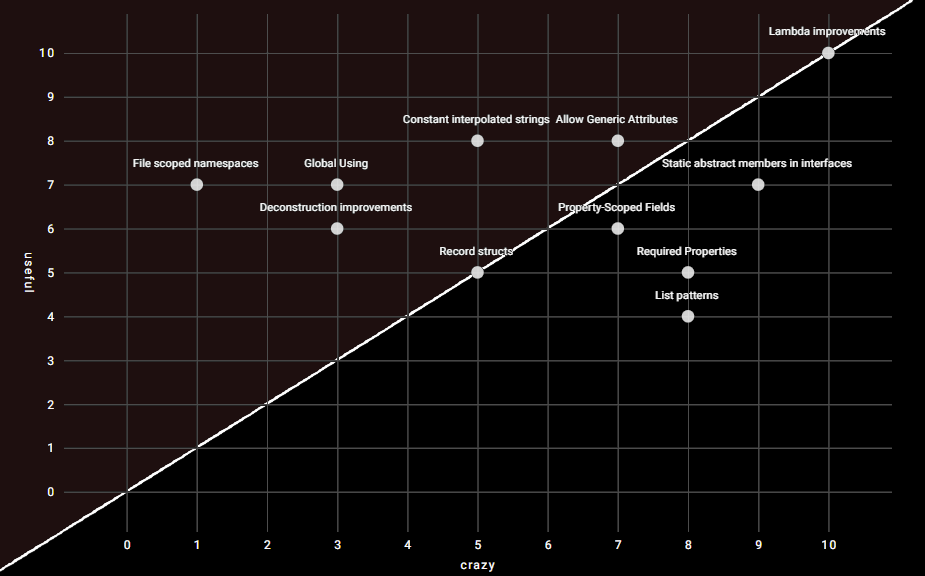 Lambda improvements
10
9
Constant interpolated strings
Allow Generic Attributes
8
File scoped namespaces
Global Using
Static abstract members in interfaces
7
Deconstruction improvements
Property-Scoped Fields
6
Record structs
Required Properties
5
useful
List patterns
4
3
2
1
0
0 1 2 3 4 5 6 7 8 9 10
crazy